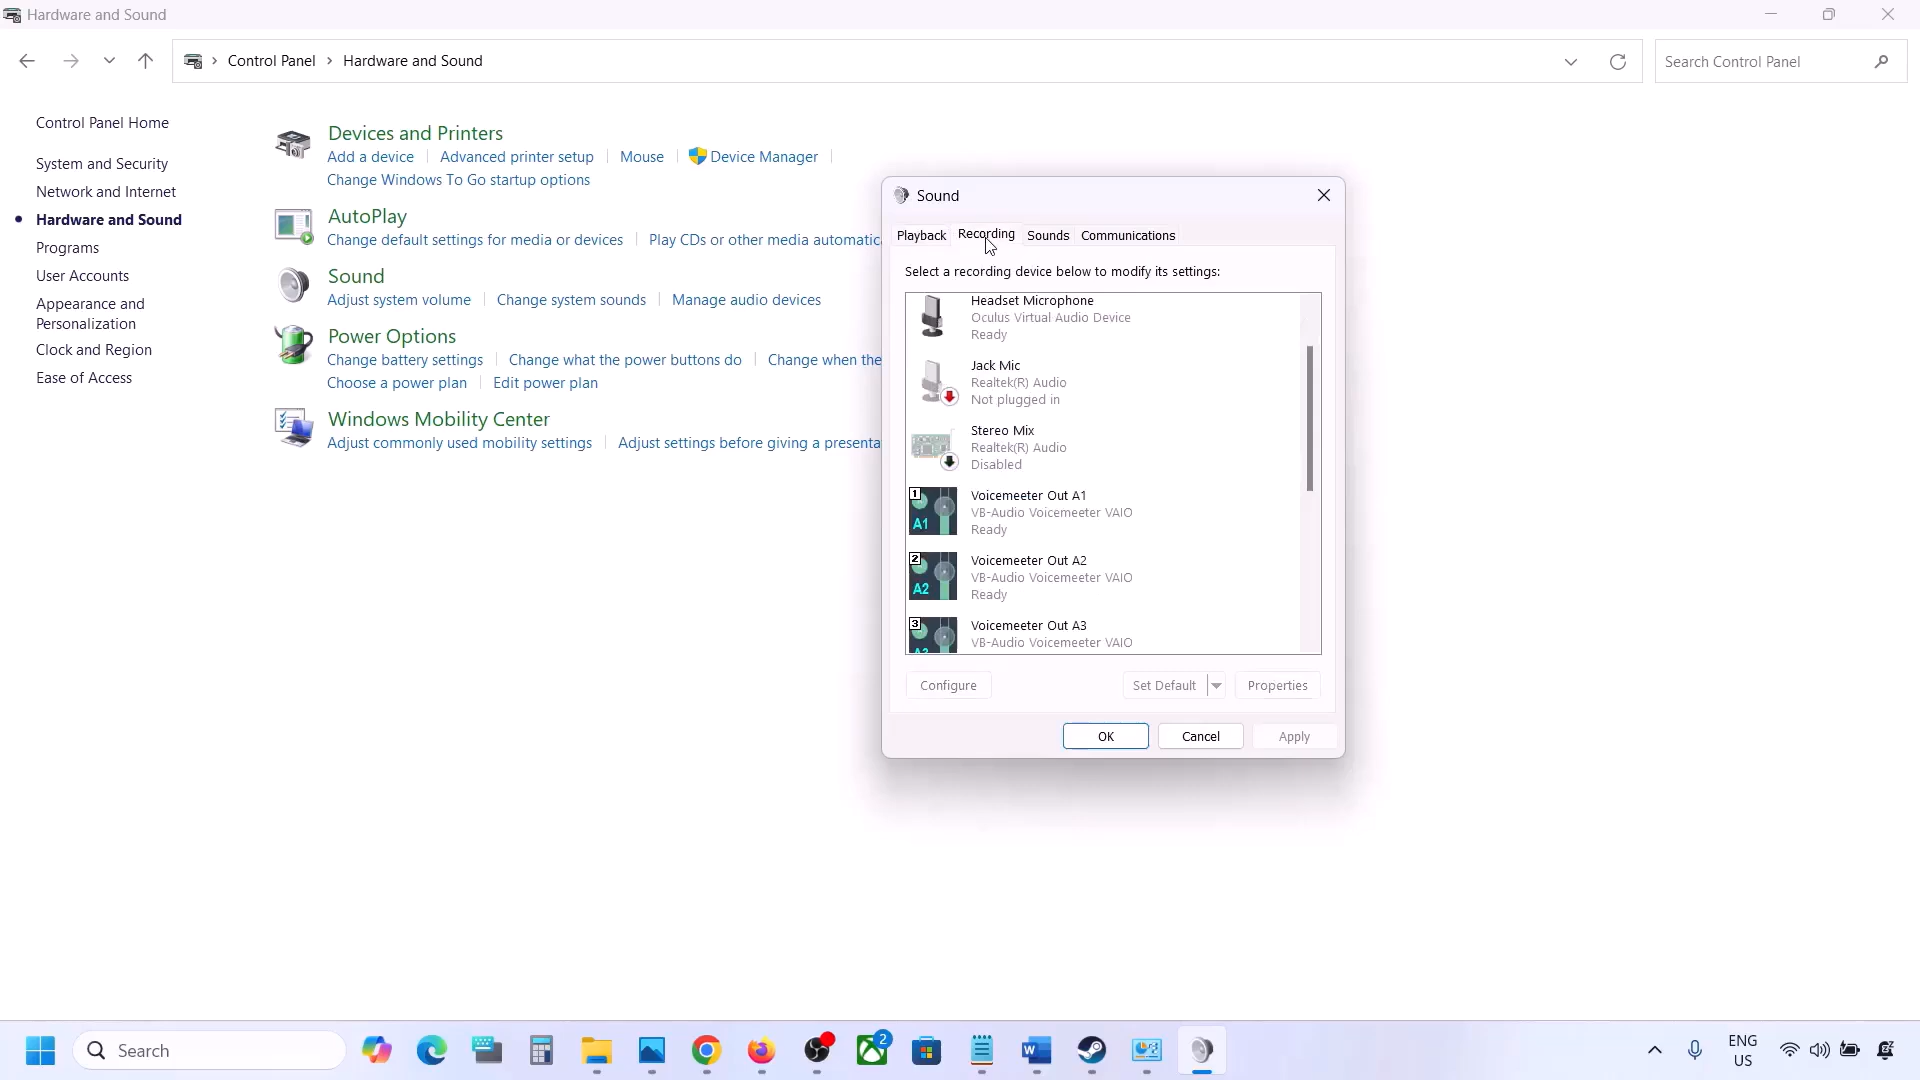 Hardware and Sound
Control Panel > Hardware and Sound
Search Control Panel
Control Panel Home
System and Security
Network and Internet
Hardware and Sound
Programs
User Accounts
Appearance and
Personalization
Clock and Region
Ease of Access
Devices and Printers
Add a device
Advanced printer setup
Mouse
Device Manager
Change Windows To Go startup options
AutoPlay
Change default settings for media or devices
Play CDs or other media automatic
Sound
Adjust system volume
Change system sounds
Manage audio devices
Power Options
Change battery settings
Change what the power buttons do
Change when the
Choose a power plan
Edit power plan
Windows Mobility Center
Adjust commonly used mobility settings
Adjust settings before giving a presenta
Sound
Playback
Recording
Sounds
Communications
Select a recording device below to modify its settings:
Headset Microphone
Oculus Virtual Audio Device
Ready
Jack Mic
Realtek(R) Audio
Not plugged in
Stereo Mix
Realtek(R) Audio
Disabled
1
A1
Voicemeeter Out A1
VB-Audio Voicemeeter VAIO
Ready
2
A2
Voicemeeter Out A2
VB-Audio Voicemeeter VAIO
Ready
3
A3
Voicemeeter Out A3
VB-Audio Voicemeeter VAIO
Configure
Set Default
Properties
OK
Cancel
Apply
Search
2
ENG
US